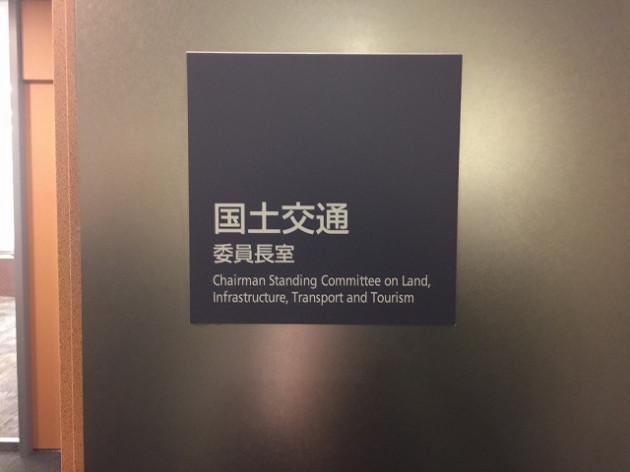 国土交通
委員長室
Chairman Standing Committee on Land,
Infrastructure, Transport and Tourism